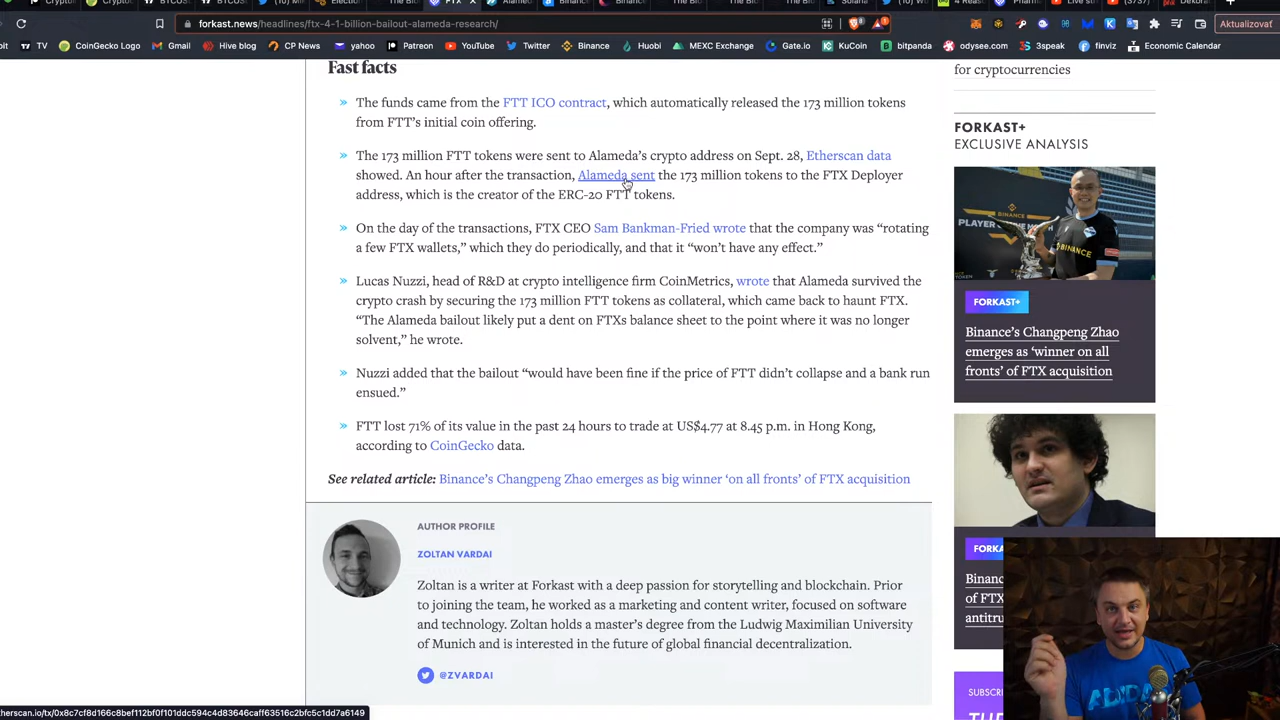 FTX
forkast.news/headlines/ftx-4-1-billion-bailout-alameda-research/
Aktualizovať
TV
CoinGecko Logo
Gmail
Hive blog
CP News
yahoo
Patreon
YouTube
Twitter
Binance
Huobi
MEXC Exchange
Gate.io
KuCoin
bitpanda
odysee.com
3speak
finviz
Economic Calendar
Fast facts
The funds came from the FTT ICO contract, which automatically released the 173 million tokens
from FTT's initial coin offering.
The 173 million FTT tokens were sent to Alameda's crypto address on Sept. 28, Etherscan data
showed. An hour after the transaction, Alameda sent the 173 million tokens to the FTX Deployer
address, which is the creator of the ERC-20 FTT tokens.
On the day of the transactions, FTX CEO Sam Bankman-Fried wrote that the company was "rotating
a few FTX wallets," which they do periodically, and that it "won't have any effect."
Lucas Nuzzi, head of R&D at crypto intelligence firm CoinMetrics, wrote that Alameda survived the
crypto crash by securing the 173 million FTT tokens as collateral, which came back to haunt FTX.
"The Alameda bailout likely put a dent on FTXs balance sheet to the point where it was no longer
solvent," he wrote.
Nuzzi added that the bailout "would have been fine if the price of FTT didn't collapse and a bank run
ensued."
FTT lost 71% of its value in the past 24 hours to trade at US$4.77 at 8.45 p.m. in Hong Kong,
according to CoinGecko data.
See related article: Binance's Changpeng Zhao emerges as big winner 'on all fronts' of FTX acquisition
AUTHOR PROFILE
ZOLTAN VARDAI
Zoltan is a writer at Forkast with a deep passion for storytelling and blockchain. Prior
to joining the team, he worked as a marketing and content writer, focused on software
and technology. Zoltan holds a master's degree from the Ludwig Maximilian University
of Munich and is interested in the future of global financial decentralization.
@ZVARDAI
for cryptocurrencies
FORKAST+
EXCLUSIVE ANALYSIS
BINANCE
PLAYER
FORKAST+
Binance's Changpeng Zhao
emerges as 'winner on all
fronts' of FTX acquisition
FORKA
Binanc
of FTX
antitru
SUBSCRI
therscan.io/tx/0x8c7cf8d166c8bef112bf0f101ddc594c4d83646caff63516c2bfc5c1dd7a6149